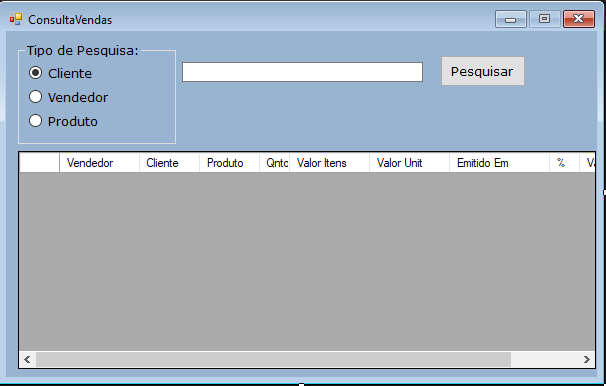 ConsultaVendas
Tipo de Pesquisa:
Cliente
Vendedor
Produto
Pesquisar
Vendedor Cliente Produto Qntd Valor Itens Valor Unit Emitido Em %